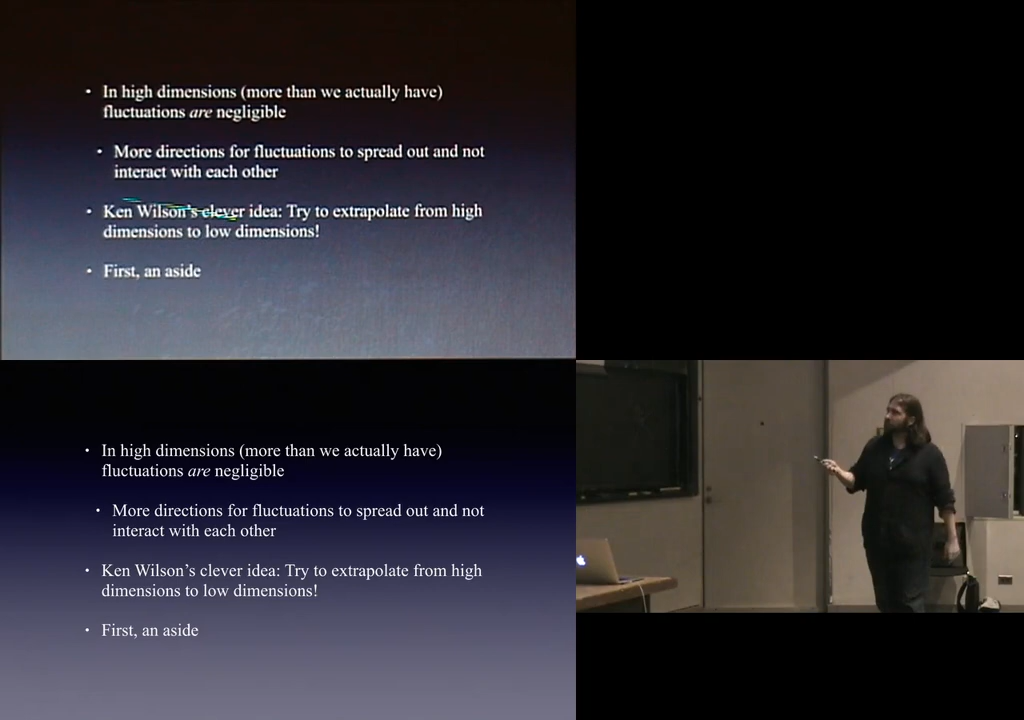 • In high dimensions (more than we actually have)
fluctuations are negligible
• More directions for fluctuations to spread out and not
interact with each other
• Ken Wilson's clever idea: Try to extrapolate from high
dimensions to low dimensions!
• First, an aside
• In high dimensions (more than we actually have)
fluctuations are negligible
• More directions for fluctuations to spread out and not
interact with each other
• Ken Wilson's clever idea: Try to extrapolate from high
dimensions to low dimensions!
• First, an aside